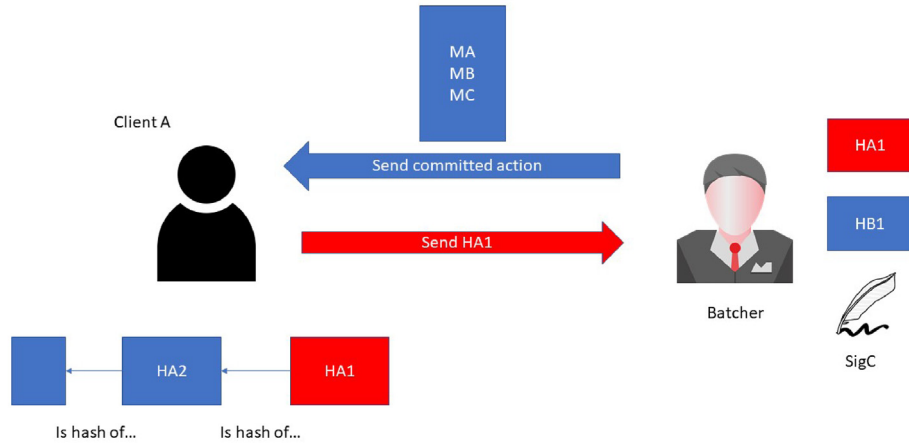 MA
MB
MC
Client A
Send committed action
HA1
Send HA1
HB1
Batcher
SigC
HA2
HA1
Is hash of...
Is hash of...